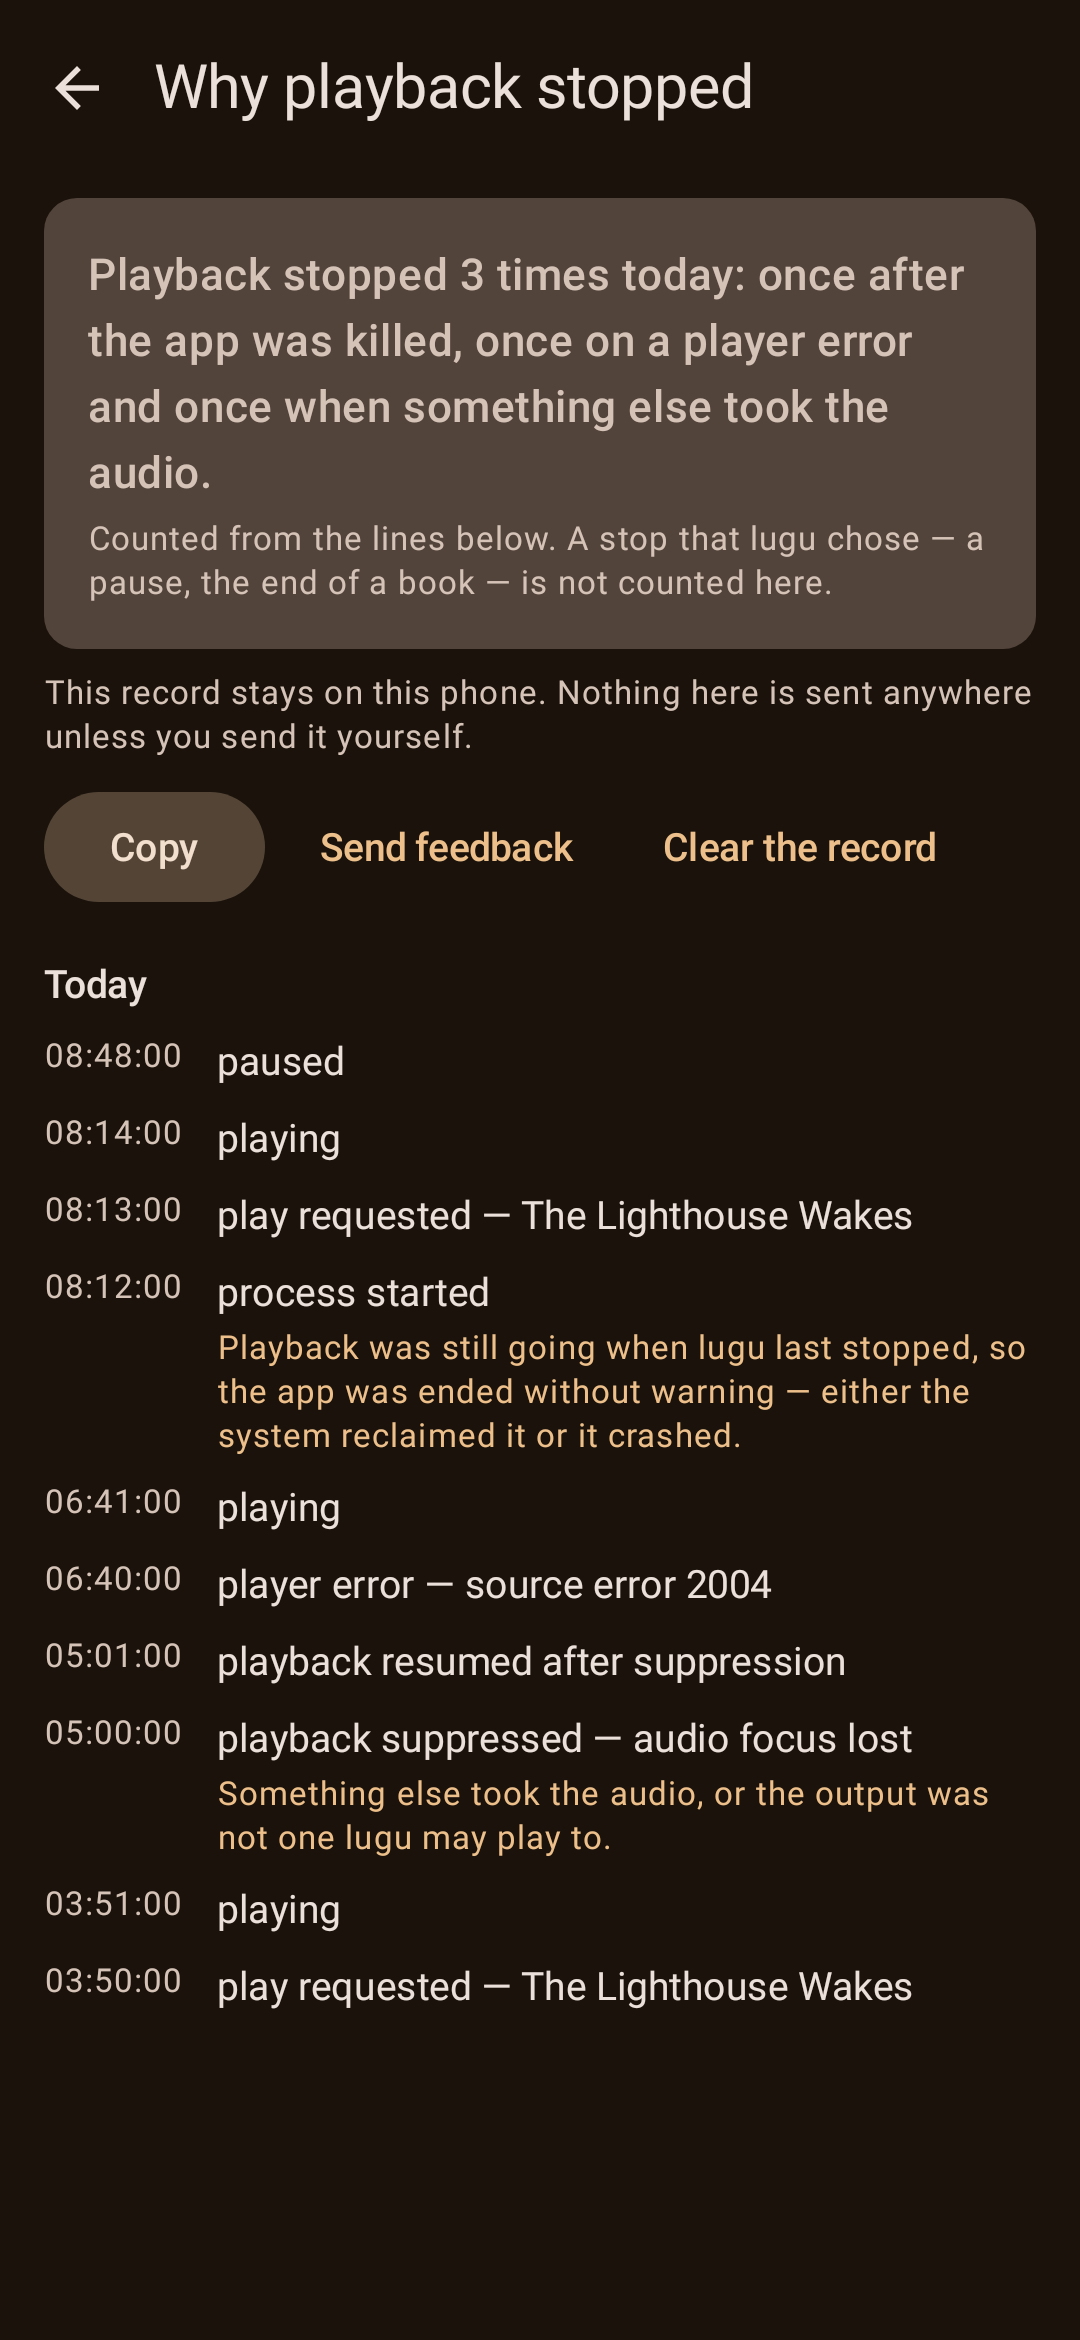 Why playback stopped
Playback stopped 3 times today: once after
the app was killed, once on a player error
and once when something else took the
audio.
Counted from the lines below. A stop that lugu chose — a
pause, the end of a book — is not counted here.
This record stays on this phone. Nothing here is sent anywhere
unless you send it yourself.
Copy Send feedback Clear the record
Today
08:48:00 paused
08:14:00 playing
08:13:00 play requested — The Lighthouse Wakes
08:12:00 process started
Playback was still going when lugu last stopped, so
the app was ended without warning — either the
system reclaimed it or it crashed.
06:41:00 playing
06:40:00 player error — source error 2004
05:01:00 playback resumed after suppression
05:00:00 playback suppressed — audio focus lost
Something else took the audio, or the output was
not one lugu may play to.
03:51:00 playing
03:50:00 play requested — The Lighthouse Wakes